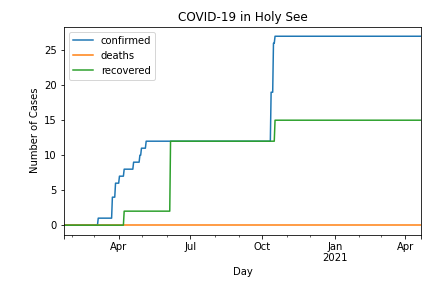 COVID-19 in Holy See
confirmed
deaths
recovered
Number of Cases
25
20
15
10
5
0
Apr
Jul
Oct
Jan
2021
Apr
Day